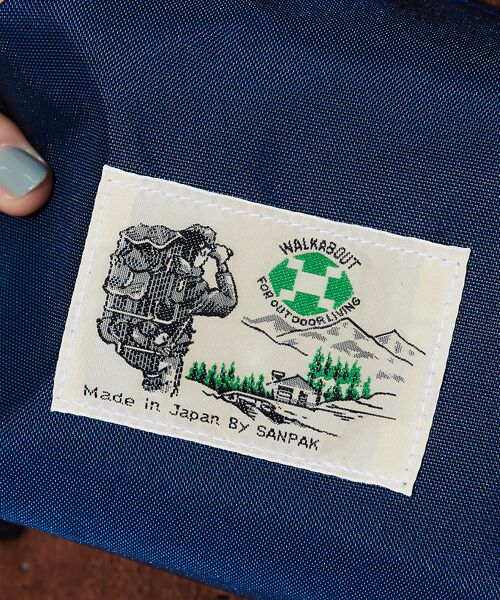 WALKABOUT
FOR OUTDOOR LIVING
Made in Japan By SANPAK